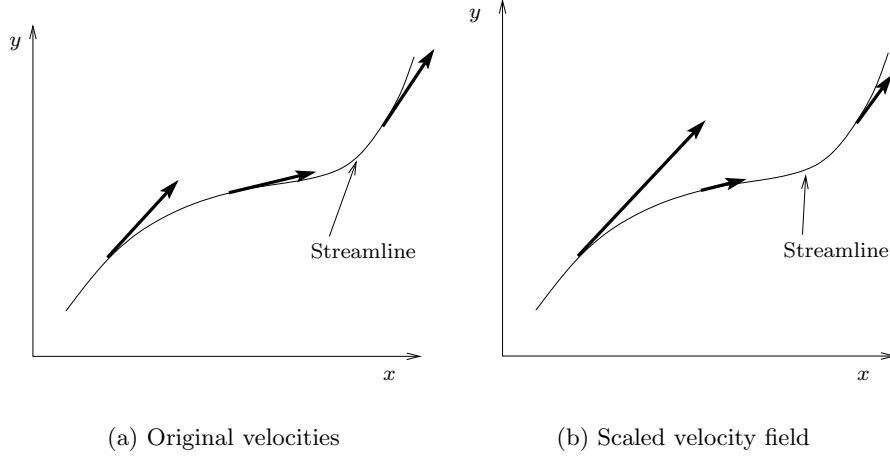 y
Streamline
x
(a) Original velocities
y
Streamline
x
(b) Scaled velocity field